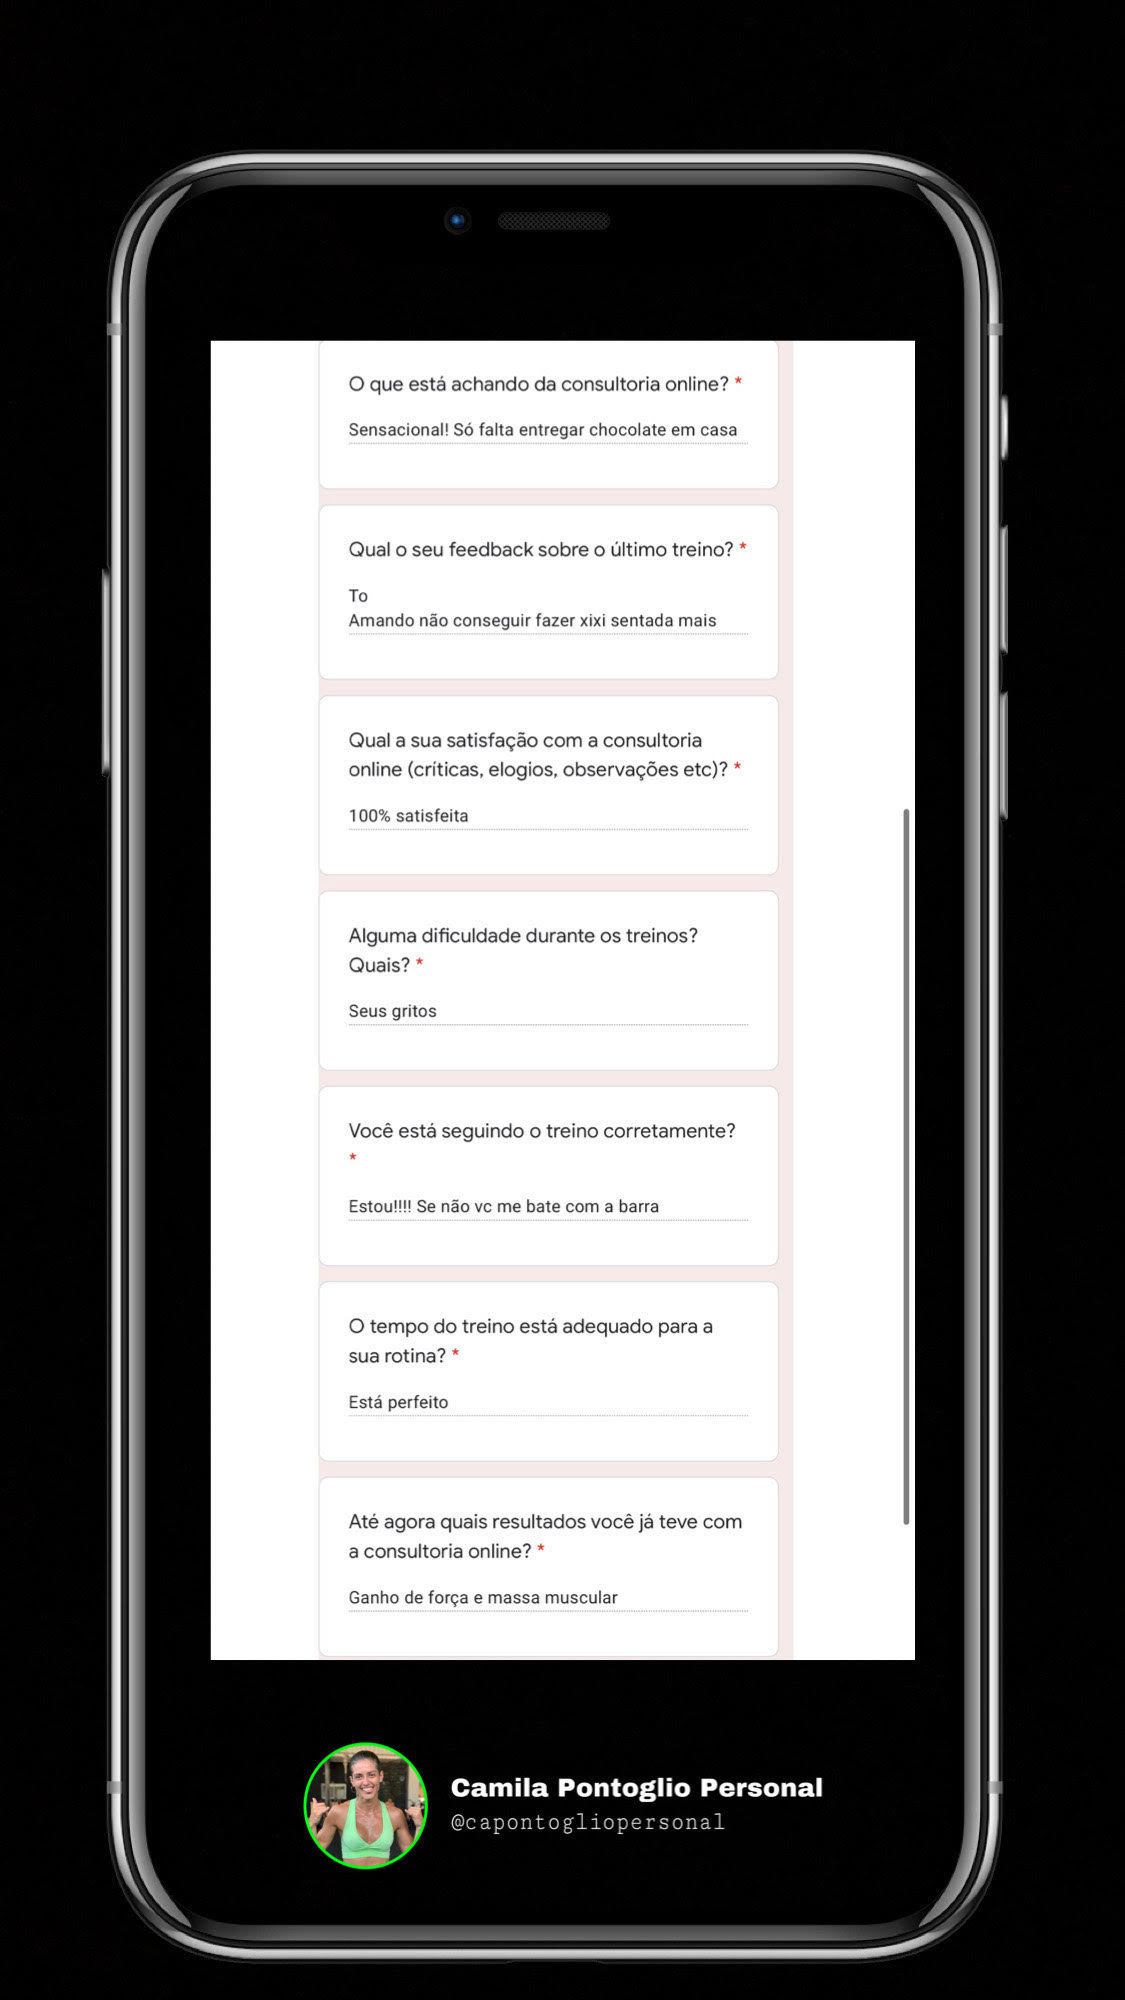 O que está achando da consultoria online? *
Sensacional! Só falta entregar chocolate em casa
Qual o seu feedback sobre o último treino? *
To
Amando não conseguir fazer xixi sentada mais
Qual a sua satisfação com a consultoria
online (críticas, elogios, observações etc)? *
100% satisfeita
Alguma dificuldade durante os treinos?
Quais? *
Seus gritos
Você está seguindo o treino corretamente?
*
Estou!!!! Se não vc me bate com a barra
O tempo do treino está adequado para a
sua rotina? *
Está perfeito
Até agora quais resultados você já teve com
a consultoria online? *
Ganho de força e massa muscular
Camila Pontoglio Personal
@capontogliopersonal